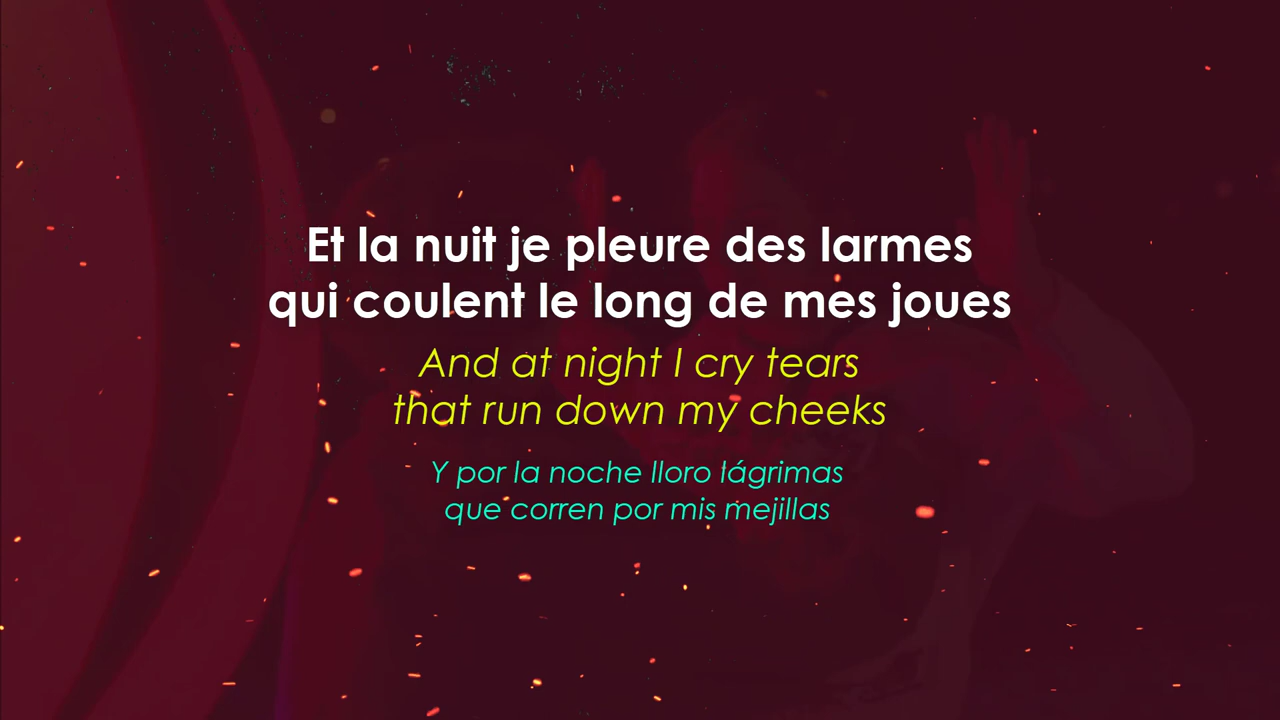 Et la nuit je pleure des larmes
qui coulent le long de mes joues
And at night I cry tears
that run down my cheeks
Y por la noche lloro lágrimas
que corren por mis mejillas